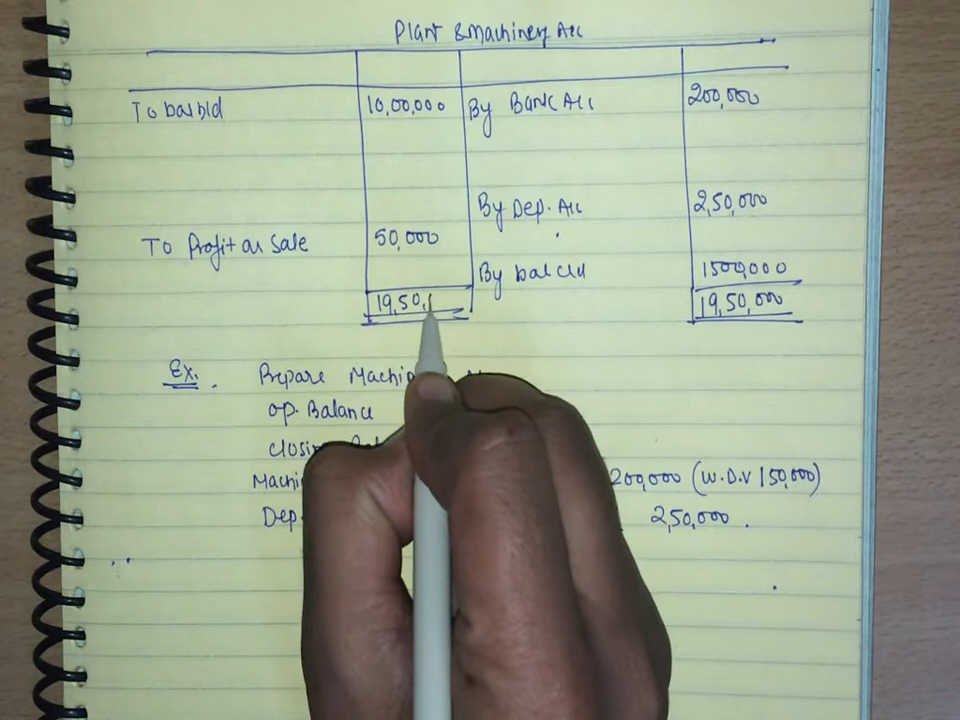 Plant & Machinery A/c
To bal b/d 10,00,000 By Bank A/c 200,000
By Dep. A/c 2,50,000
To Profit on Sale 50,000
By bal c/d 1500,000
19,50, 19,50,000
Ex. Prepare
op. Balance
200,000 (W.D.V 150,000)
Dep. 2,50,000.